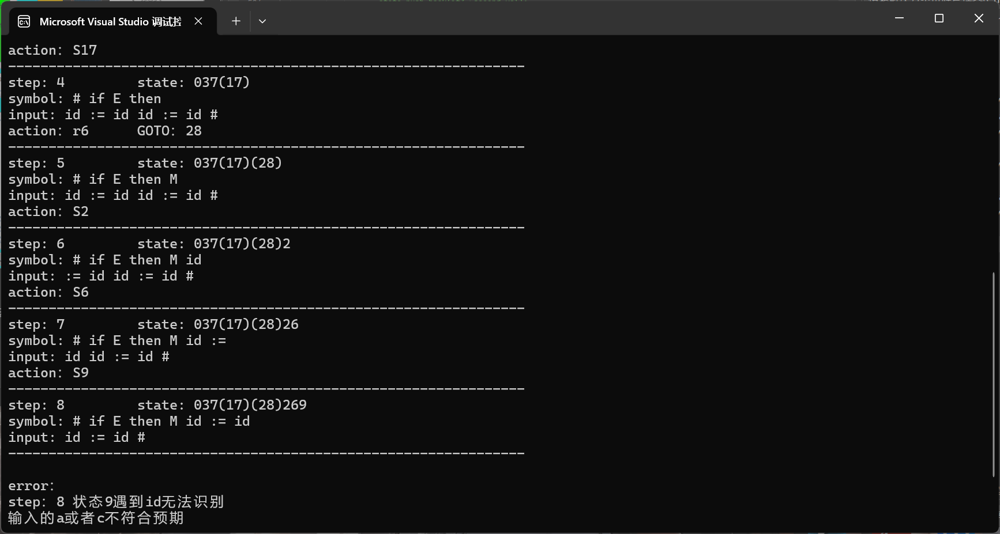 Microsoft Visual Studio 调试控
action: S17
----------------------------------------------------------------
step: 4         state: 037(17)
symbol: # if E then
input: id := id id := id #
action: r6      GOTO: 28
----------------------------------------------------------------
step: 5         state: 037(17)(28)
symbol: # if E then M
input: id := id id := id #
action: S2
----------------------------------------------------------------
step: 6         state: 037(17)(28)2
symbol: # if E then M id
input: := id id := id #
action: S6
----------------------------------------------------------------
step: 7         state: 037(17)(28)26
symbol: # if E then M id :=
input: id id := id #
action: S9
----------------------------------------------------------------
step: 8         state: 037(17)(28)269
symbol: # if E then M id := id
input: id := id #
----------------------------------------------------------------
error:
step: 8 状态9遇到id无法识别
输入的a或者c不符合预期